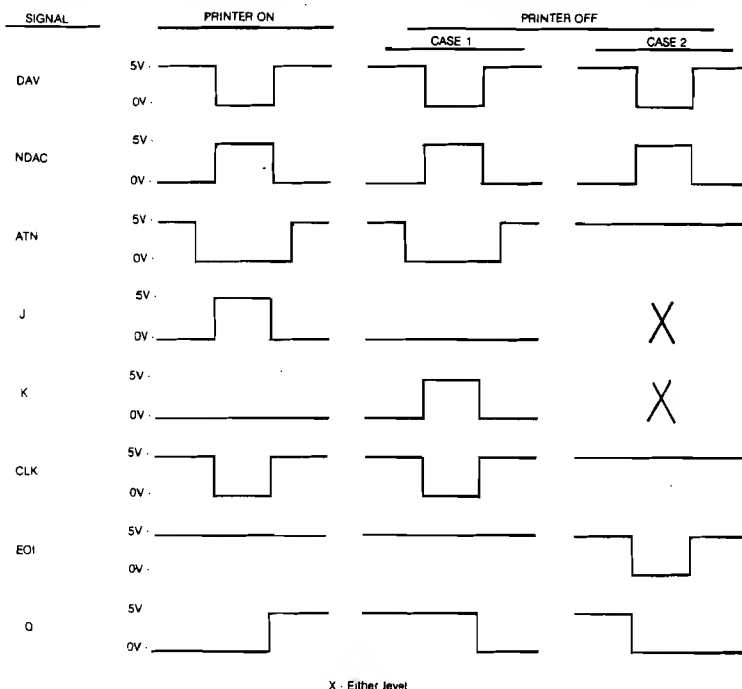 SIGNAL PRINTER ON PRINTER OFF
CASE 1 CASE 2
5V
DAV
0V
5V
NDAC
0V
5V
ATN
0V
5V
J
0V
X
5V
K
0V
X
5V
CLK
0V
5V
EOI
0V
5V
Q
0V
X - Either level